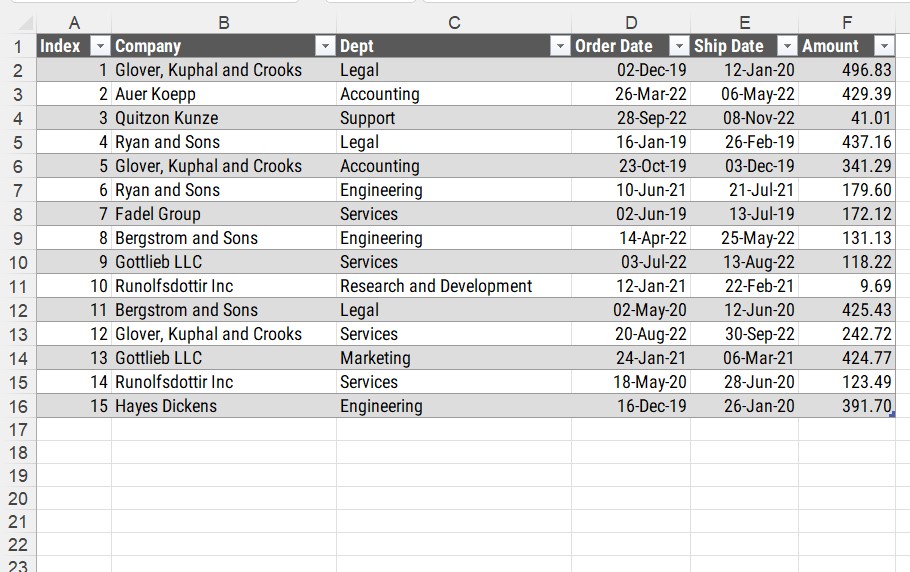 A B C D E F
1 Index Company Dept Order Date Ship Date Amount
2 1 Glover, Kuphal and Crooks Legal 02-Dec-19 12-Jan-20 496.83
3 2 Auer Koepp Accounting 26-Mar-22 06-May-22 429.39
4 3 Quitzon Kunze Support 28-Sep-22 08-Nov-22 41.01
5 4 Ryan and Sons Legal 16-Jan-19 26-Feb-19 437.16
6 5 Glover, Kuphal and Crooks Accounting 23-Oct-19 03-Dec-19 341.29
7 6 Ryan and Sons Engineering 10-Jun-21 21-Jul-21 179.60
8 7 Fadel Group Services 02-Jun-19 13-Jul-19 172.12
9 8 Bergstrom and Sons Engineering 14-Apr-22 25-May-22 131.13
10 9 Gottlieb LLC Services 03-Jul-22 13-Aug-22 118.22
11 10 Runolfsdottir Inc Research and Development 12-Jan-21 22-Feb-21 9.69
12 11 Bergstrom and Sons Legal 02-May-20 12-Jun-20 425.43
13 12 Glover, Kuphal and Crooks Services 20-Aug-22 30-Sep-22 242.72
14 13 Gottlieb LLC Marketing 24-Jan-21 06-Mar-21 424.77
15 14 Runolfsdottir Inc Services 18-May-20 28-Jun-20 123.49
16 15 Hayes Dickens Engineering 16-Dec-19 26-Jan-20 391.70
17
18
19
20
21
22
23